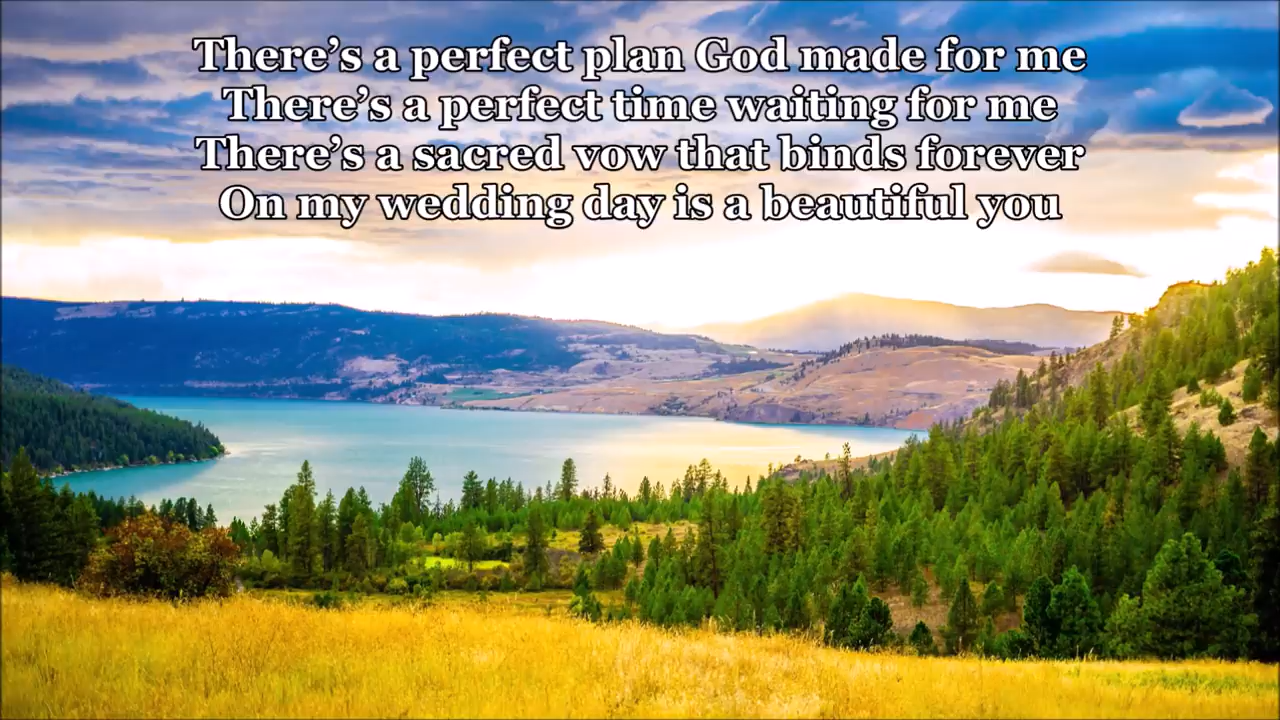 There’s a perfect plan God made for me
There’s a perfect time waiting for me
There’s a sacred vow that binds forever
On my wedding day is a beautiful you